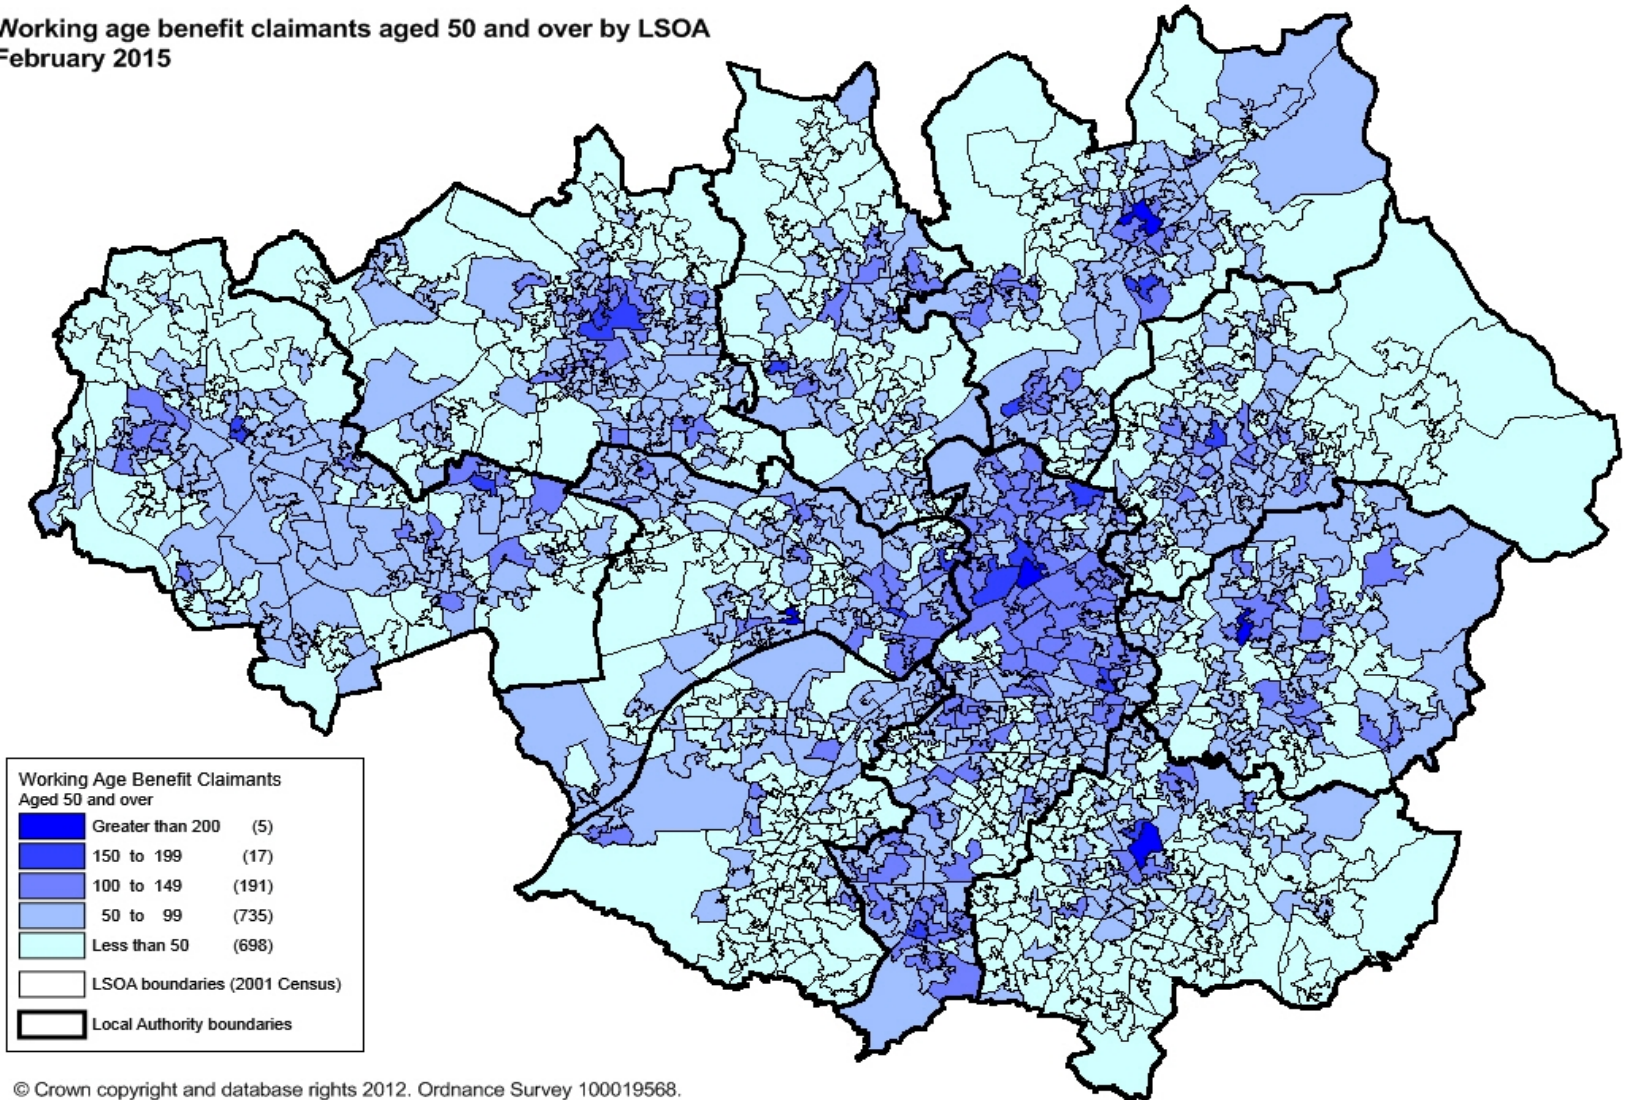 Working age benefit claimants aged 50 and over by LSOA
February 2015
Working Age Benefit Claimants
Aged 50 and over
Greater than 200 (5)
150 to 199 (17)
100 to 149 (191)
50 to 99 (735)
Less than 50 (698)
LSOA boundaries (2001 Census)
Local Authority boundaries
© Crown copyright and database rights 2012. Ordnance Survey 100019568.